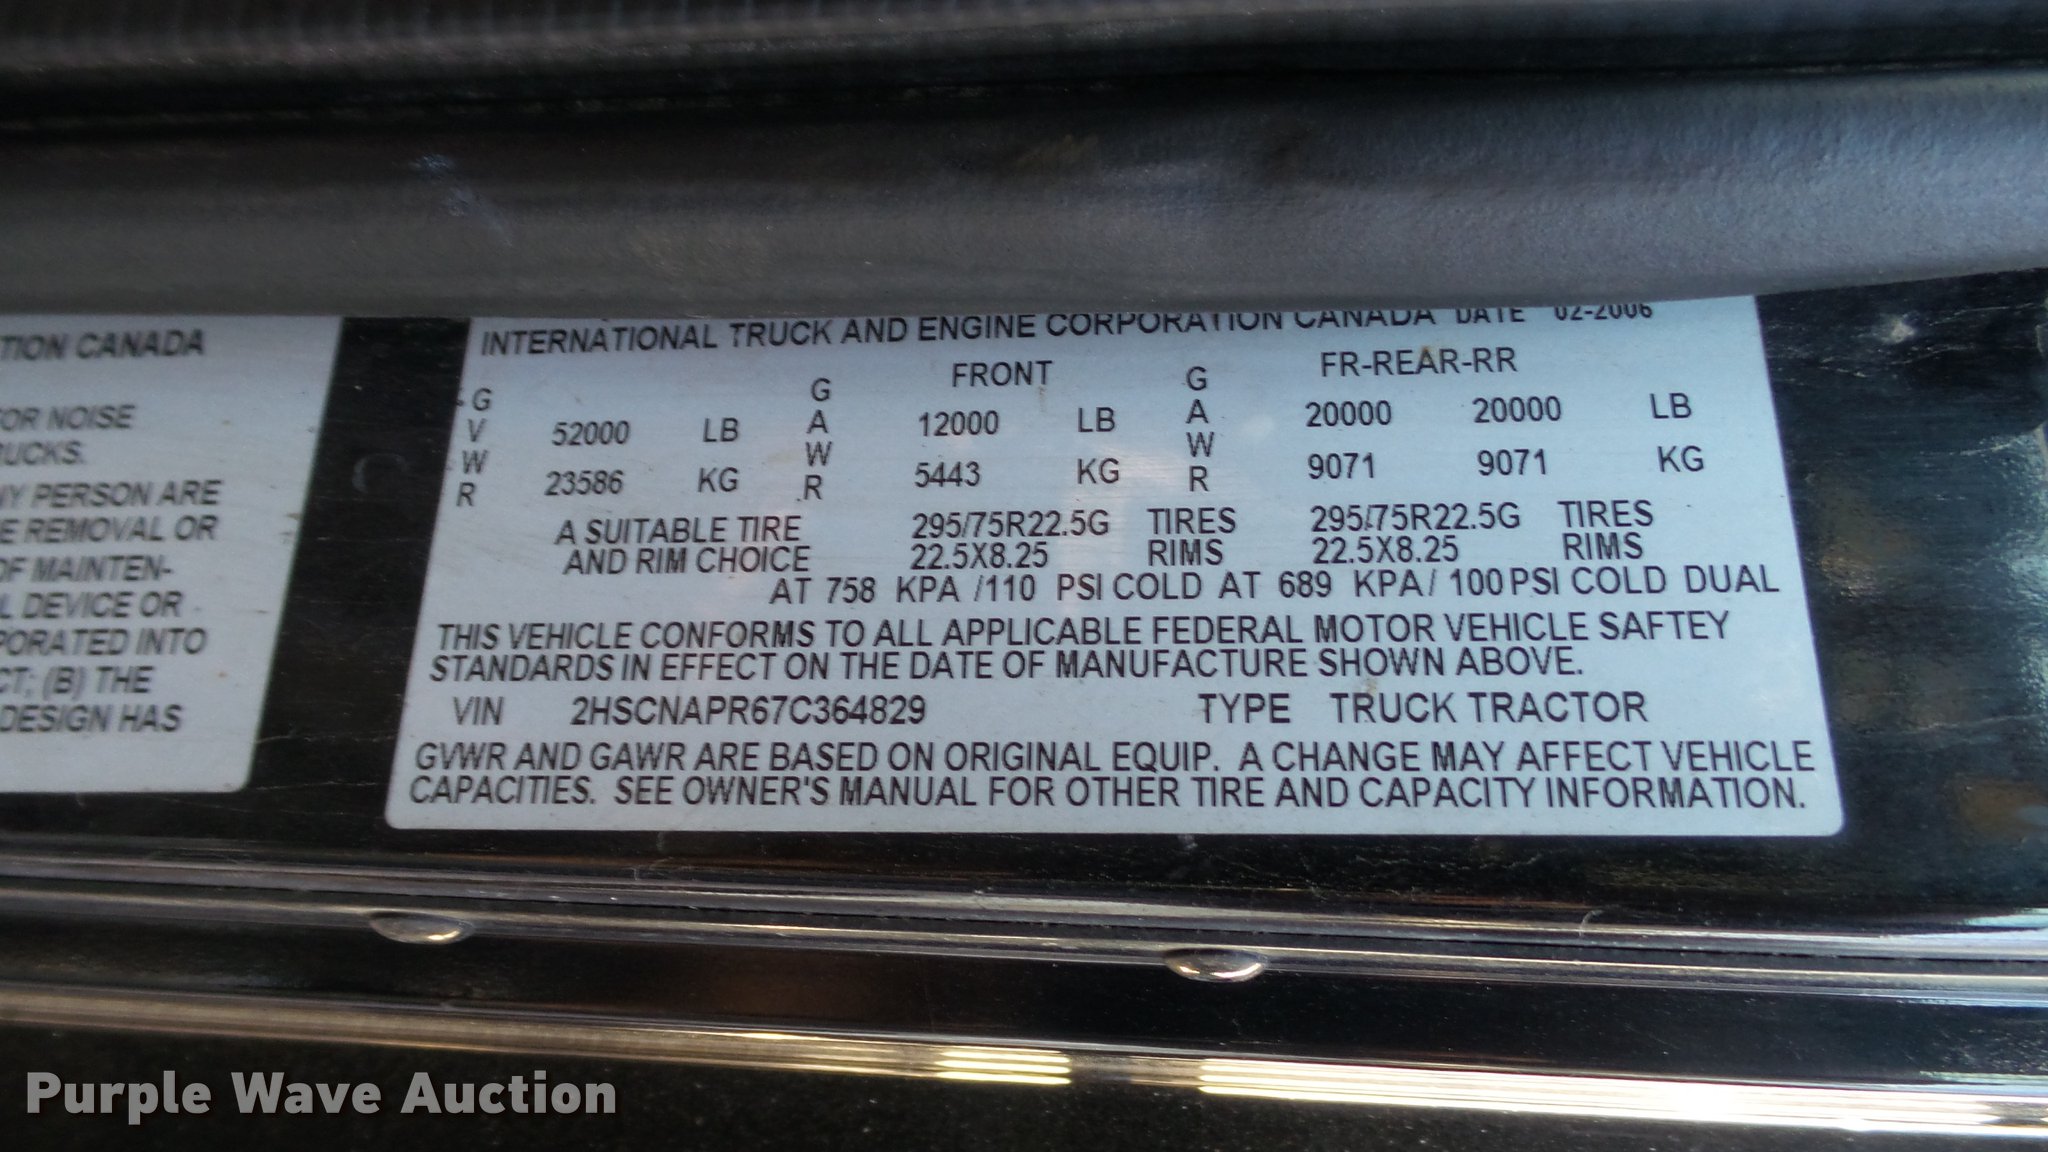 TION CANADA
FOR NOISE
RUCKS.
NY PERSON ARE
E REMOVAL OR
OF MAINTEN-
L DEVICE OR
PORATED INTO
CT; (B) THE
DESIGN HAS
INTERNATIONAL TRUCK AND ENGINE CORPORATION CANADA DATE 02-2006
GVWR 52000 LB GAWR FRONT 12000 LB GAWR FR-REAR-RR 20000 20000 LB
23586 KG 5443 KG 9071 9071 KG
A SUITABLE TIRE 295/75R22.5G TIRES 295/75R22.5G TIRES
AND RIM CHOICE 22.5X8.25 RIMS 22.5X8.25 RIMS
AT 758 KPA /110 PSI COLD AT 689 KPA/ 100 PSI COLD DUAL
THIS VEHICLE CONFORMS TO ALL APPLICABLE FEDERAL MOTOR VEHICLE SAFTEY
STANDARDS IN EFFECT ON THE DATE OF MANUFACTURE SHOWN ABOVE.
VIN 2HSCNAPR67C364829 TYPE TRUCK TRACTOR
GVWR AND GAWR ARE BASED ON ORIGINAL EQUIP. A CHANGE MAY AFFECT VEHICLE
CAPACITIES. SEE OWNER'S MANUAL FOR OTHER TIRE AND CAPACITY INFORMATION.
Purple Wave Auction